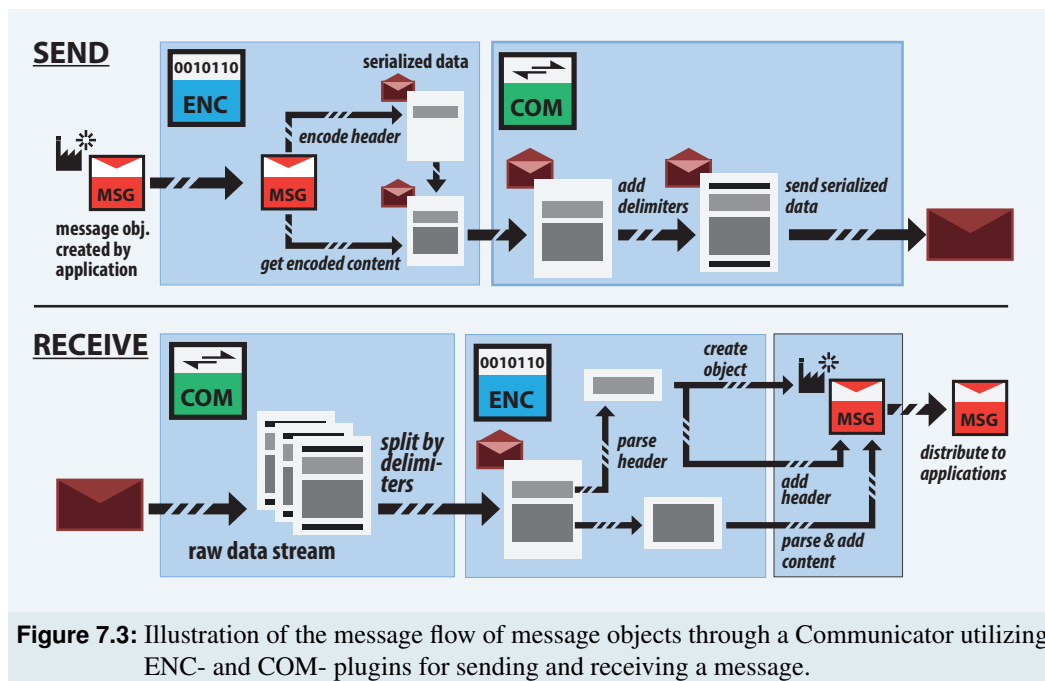 SEND
0010110
ENC
serialized data
encode header
MSG
MSG
message obj.
created by
application
get encoded content
COM
add
delimiters
send serialized
data
RECEIVE
COM
raw data stream
split by
delimi-
ters
0010110
ENC
parse
header
create
object
add
header
parse & add
content
MSG
MSG
distribute to
applications
Figure 7.3: Illustration of the message flow of message objects through a Communicator utilizing
ENC- and COM- plugins for sending and receiving a message.